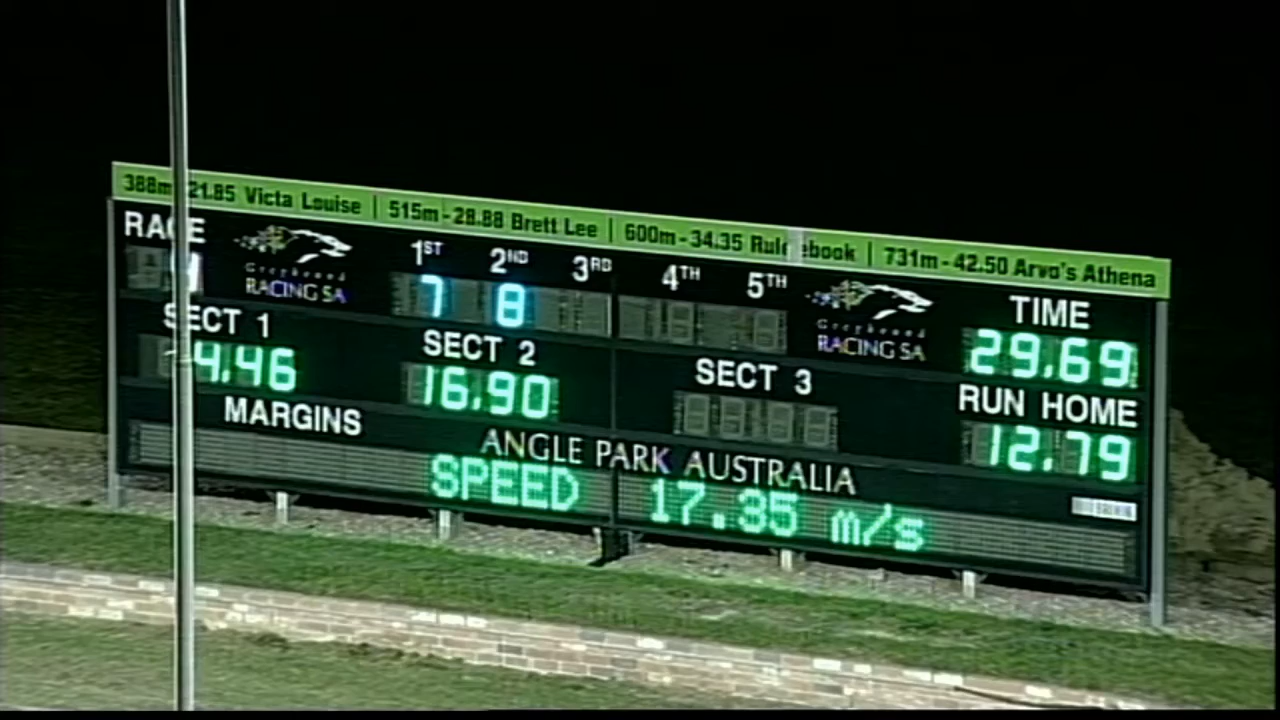 388m-21.85 Victa Louise | 515m-28.88 Brett Lee | 600m-34.35 Rulebook | 731m-42.50 Arvo's Athena
RACE
Greyhound
RACING SA
1ST 2ND 3RD 4TH 5TH
7 8
Greyhound
RACING SA
TIME
29.69
SECT 1
4.46
SECT 2
16.90
SECT 3
RUN HOME
12.79
MARGINS
ANGLE PARK AUSTRALIA
SPEED 17.35 m/s